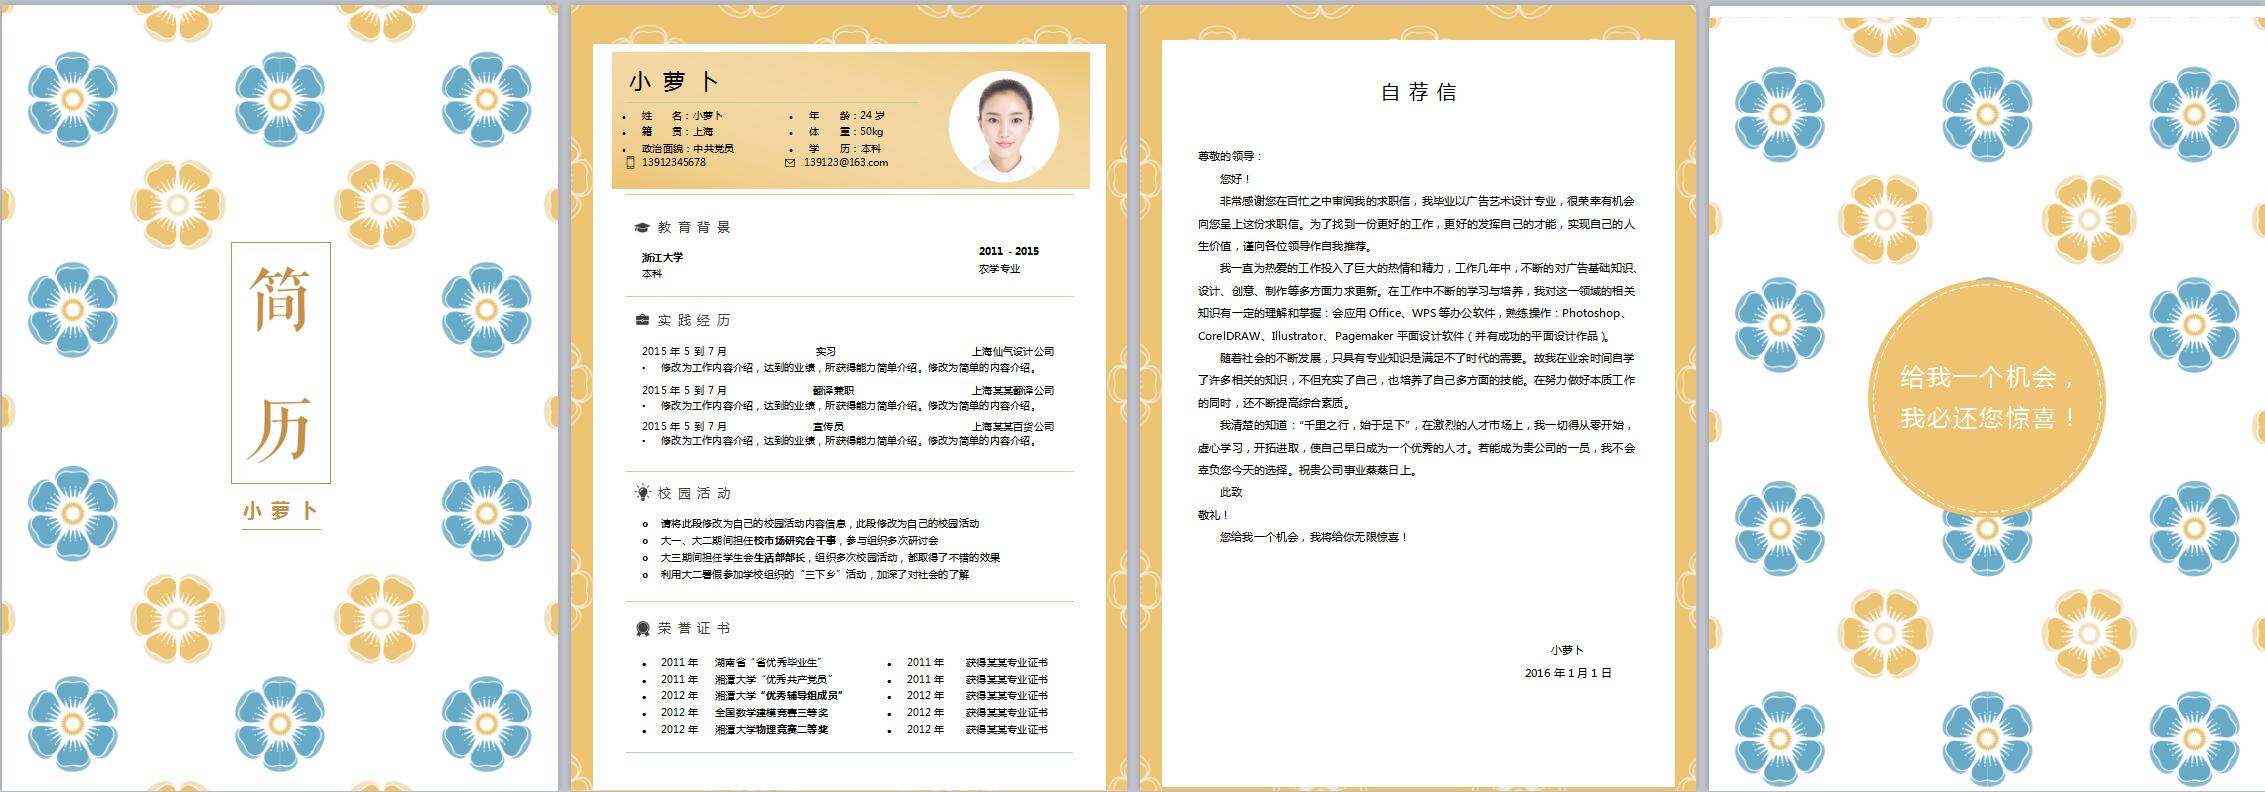 简
历
小萝卜
小萝卜
姓 名：小萝卜
年 龄：24 岁
籍 贯：上海
体 重：50kg
政治面貌：中共党员
学 历：本科
13912345678
139123@163.com
教育背景
浙江大学
2011 - 2015
本科
农学专业
实践经历
2015 年 5 到 7 月 实习 上海仙气设计公司
• 修改为工作内容介绍，达到的业绩，所获得能力简单介绍。修改为简单的内容介绍。
2015 年 5 到 7 月 翻译兼职 上海某某翻译公司
• 修改为工作内容介绍，达到的业绩，所获得能力简单介绍。修改为简单的内容介绍。
2015 年 5 到 7 月 宣传员 上海某某百货公司
• 修改为工作内容介绍，达到的业绩，所获得能力简单介绍。修改为简单的内容介绍。
校园活动
o 请将此段修改为自己的校园活动内容信息，此段修改为自己的校园活动
o 大一、大二期间担任校市场研究会干事，参与组织多次研讨会
o 大三期间担任学生会生活部部长，组织多次校园活动，都取得了不错的效果
o 利用大二暑假参加学校组织的“三下乡”活动，加深了对社会的了解
荣誉证书
• 2011 年 湖南省“省优秀毕业生”
• 2011 年 湘潭大学“优秀共产党员”
• 2012 年 湘潭大学“优秀辅导组成员”
• 2012 年 全国数学建模竞赛三等奖
• 2012 年 湘潭大学物理竞赛二等奖
• 2011 年 获得某某专业证书
• 2011 年 获得某某专业证书
• 2012 年 获得某某专业证书
• 2012 年 获得某某专业证书
• 2012 年 获得某某专业证书
自荐信
尊敬的领导：
您好！
非常感谢您在百忙之中审阅我的求职信，我毕业以广告艺术设计专业，很荣幸有机会
向您呈上这份求职信。为了找到一份更好的工作，更好的发挥自己的才能，实现自己的人
生价值，谨向各位领导作自我推荐。
我一直为热爱的工作投入了巨大的热情和精力，工作几年中，不断的对广告基础知识、
设计、创意、制作等多方面力求更新。在工作中不断的学习与培养，我对这一领域的相关
知识有一定的理解和掌握：会应用 Office、WPS 等办公软件，熟练操作：Photoshop、
CorelDRAW、Illustrator、Pagemaker 平面设计软件（并有成功的平面设计作品）。
随着社会的不断发展，只具有专业知识是满足不了时代的需要。故我在业余时间自学
了许多相关的知识，不但充实了自己，也培养了自己多方面的技能。在努力做好本质工作
的同时，还不断提高综合素质。
我清楚的知道：“千里之行，始于足下”，在激烈的人才市场上，我一切得从零开始，
虚心学习，开拓进取，使自己早日成为一个优秀的人才。若能成为贵公司的一员，我不会
辜负您今天的选择。祝贵公司事业蒸蒸日上。
此致
敬礼！
您给我一个机会，我将给你无限惊喜！
小萝卜
2016 年 1 月 1 日
给我一个机会，
我必还您惊喜！